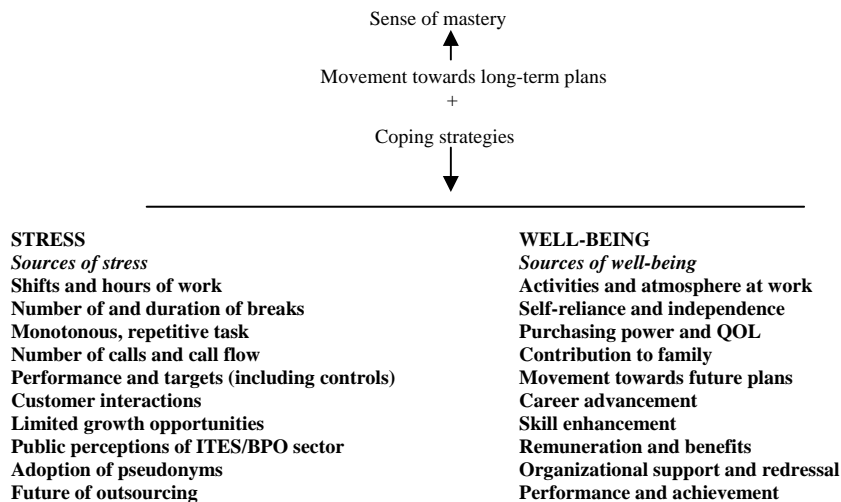 Sense of mastery
Movement towards long-term plans
+
Coping strategies
STRESS
Sources of stress
Shifts and hours of work
Number of and duration of breaks
Monotonous, repetitive task
Number of calls and call flow
Performance and targets (including controls)
Customer interactions
Limited growth opportunities
Public perceptions of ITES/BPO sector
Adoption of pseudonyms
Future of outsourcing
WELL-BEING
Sources of well-being
Activities and atmosphere at work
Self-reliance and independence
Purchasing power and QOL
Contribution to family
Movement towards future plans
Career advancement
Skill enhancement
Remuneration and benefits
Organizational support and redressal
Performance and achievement